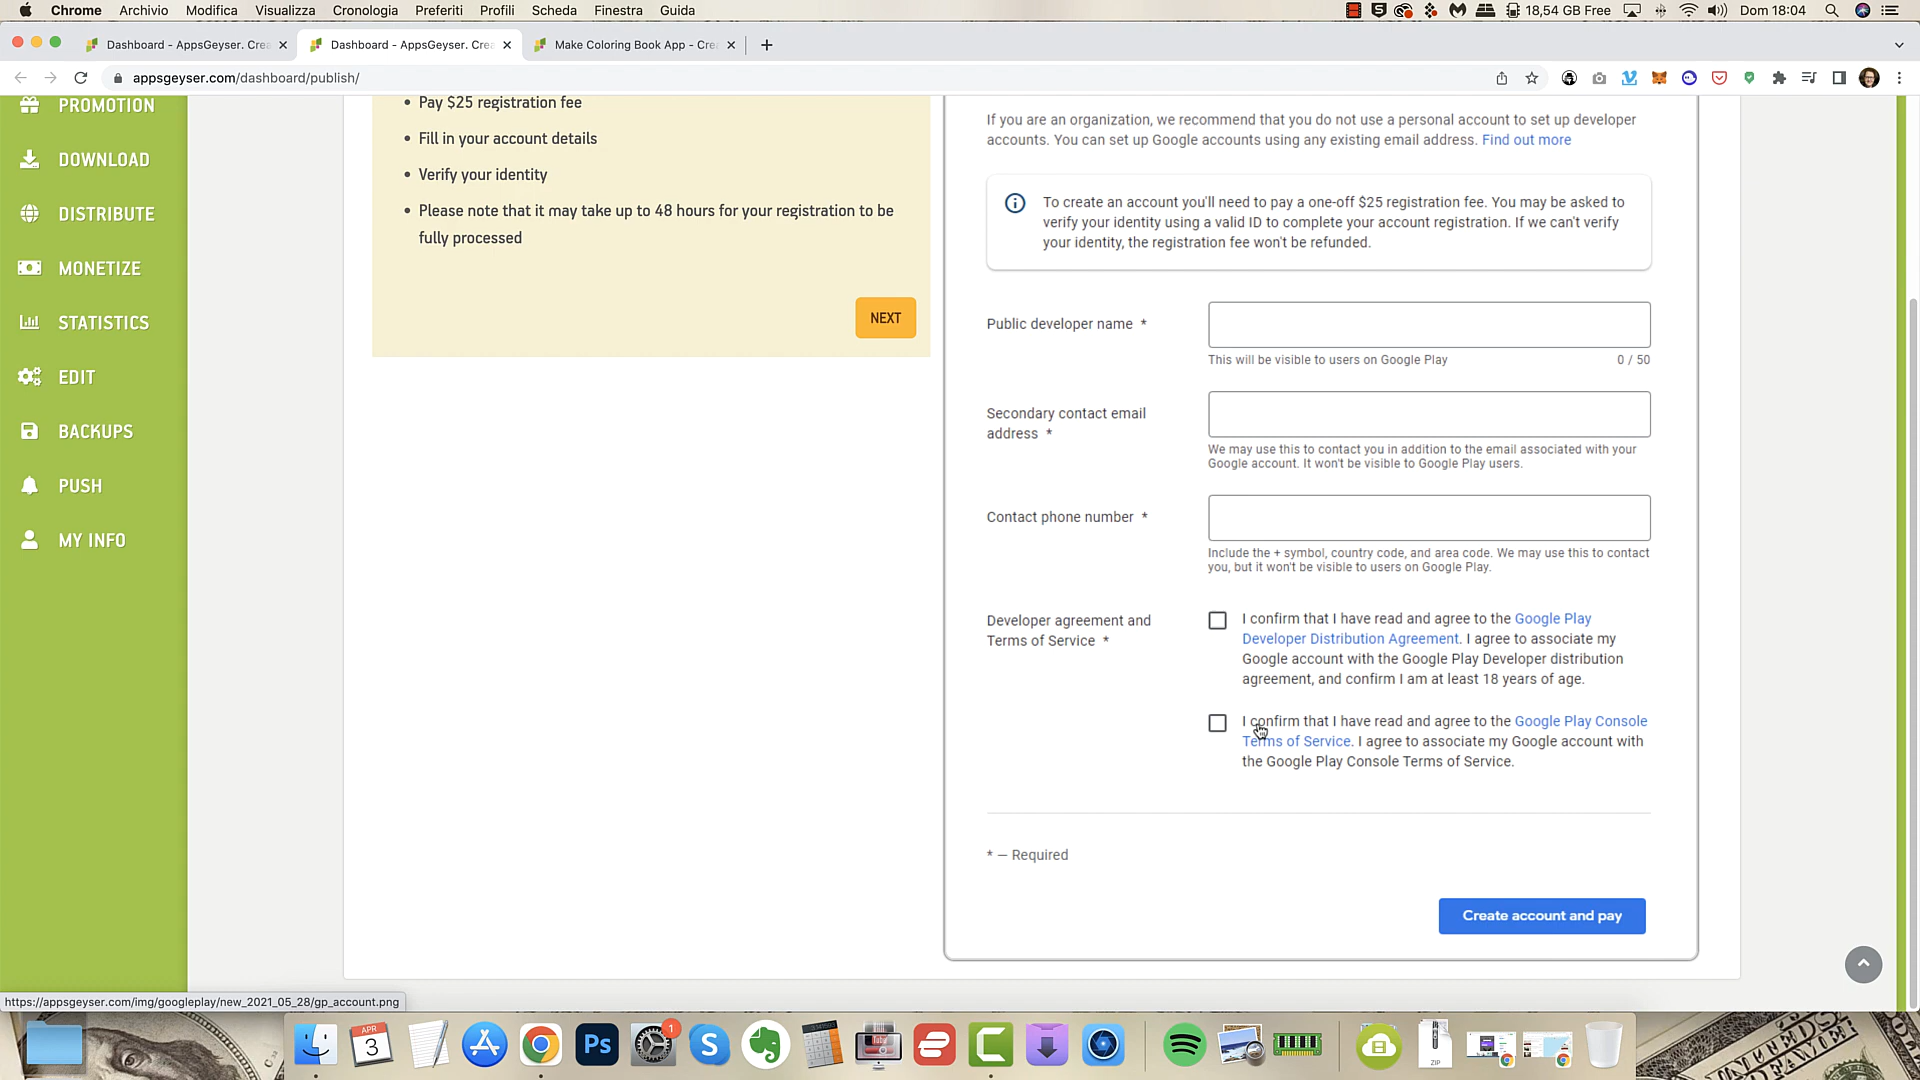 Chrome Archivio Modifica Visualizza Cronologia Preferiti Profili Scheda Finestra Guida 18,54 GB Free Dom 18:04
Dashboard - AppsGeyser. Crea
Dashboard - AppsGeyser. Crea
Make Coloring Book App - Cre
appsgeyser.com/dashboard/publish/
PROMOTION
DOWNLOAD
DISTRIBUTE
MONETIZE
STATISTICS
EDIT
BACKUPS
PUSH
MY INFO
• Pay $25 registration fee
• Fill in your account details
• Verify your identity
• Please note that it may take up to 48 hours for your registration to be
fully processed
NEXT
If you are an organization, we recommend that you do not use a personal account to set up developer
accounts. You can set up Google accounts using any existing email address. Find out more
To create an account you'll need to pay a one-off $25 registration fee. You may be asked to
verify your identity using a valid ID to complete your account registration. If we can't verify
your identity, the registration fee won't be refunded.
Public developer name *
This will be visible to users on Google Play 0 / 50
Secondary contact email
address *
We may use this to contact you in addition to the email associated with your
Google account. It won't be visible to Google Play users.
Contact phone number *
Include the + symbol, country code, and area code. We may use this to contact
you, but it won't be visible to users on Google Play.
Developer agreement and
Terms of Service *
I confirm that I have read and agree to the Google Play
Developer Distribution Agreement. I agree to associate my
Google account with the Google Play Developer distribution
agreement, and confirm I am at least 18 years of age.
I confirm that I have read and agree to the Google Play Console
Terms of Service. I agree to associate my Google account with
the Google Play Console Terms of Service.
* — Required
Create account and pay
https://appsgeyser.com/img/googleplay/new_2021_05_28/gp_account.png
APR
3
Ps
1
ZIP